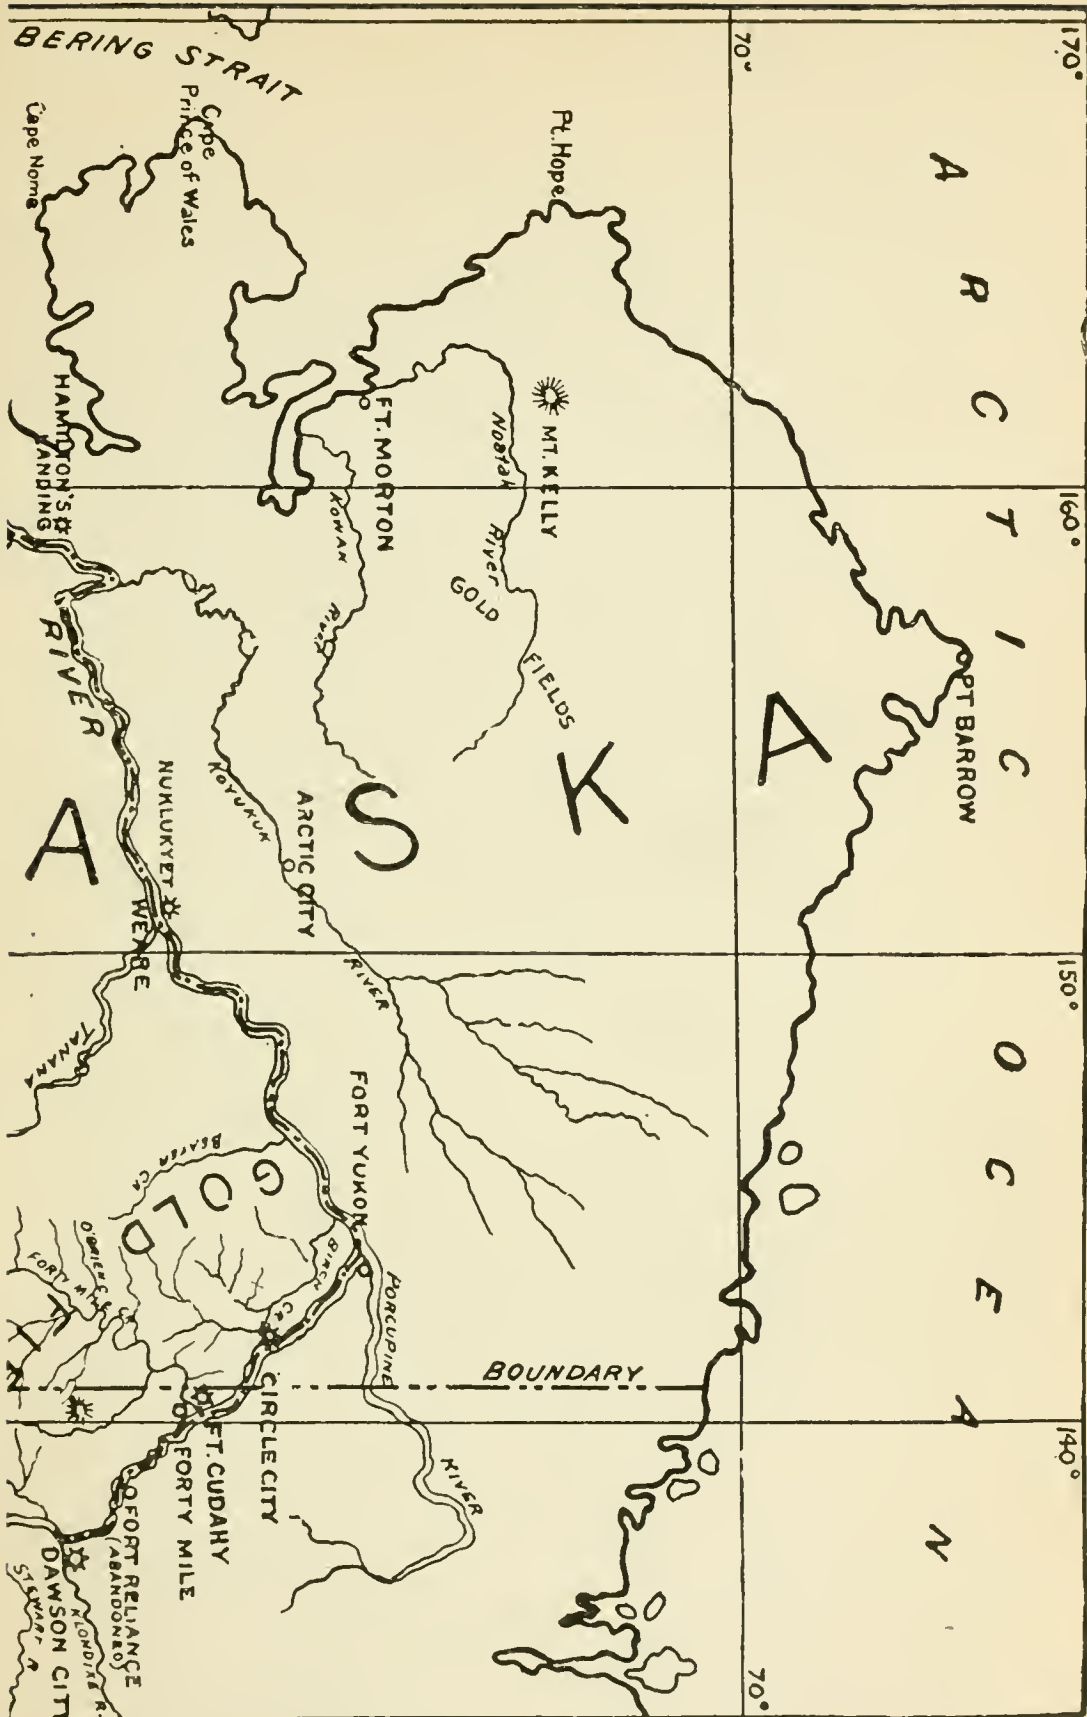 170°
160°
150°
140°
ARCTIC OCEAN
70°
70°
PT BARROW
BERING STRAIT
Cape
Prince of Wales
Cape Nome
Pt. Hope
MT. KELLY
Noatak River
GOLD
FIELDS
FT. MORTON
KOWAK
River
HAMILTON'S
LANDING
RIVER
KOYUKUK
RIVER
ARCTIC CITY
NUKLUKYET
WEARE
TANANA
A S K A
FORT YUKON
PORCUPINE
RIVER
BEAVER CR.
BIRCH
CR.
GOLD
O'BRIEN CR.
FORTY MILE
BOUNDARY
CIRCLE CITY
FT. CUDAHY
FORTY MILE
FORT RELIANCE
(ABANDONED)
DAWSON CITY
KLONDIKE R.
STEWART R